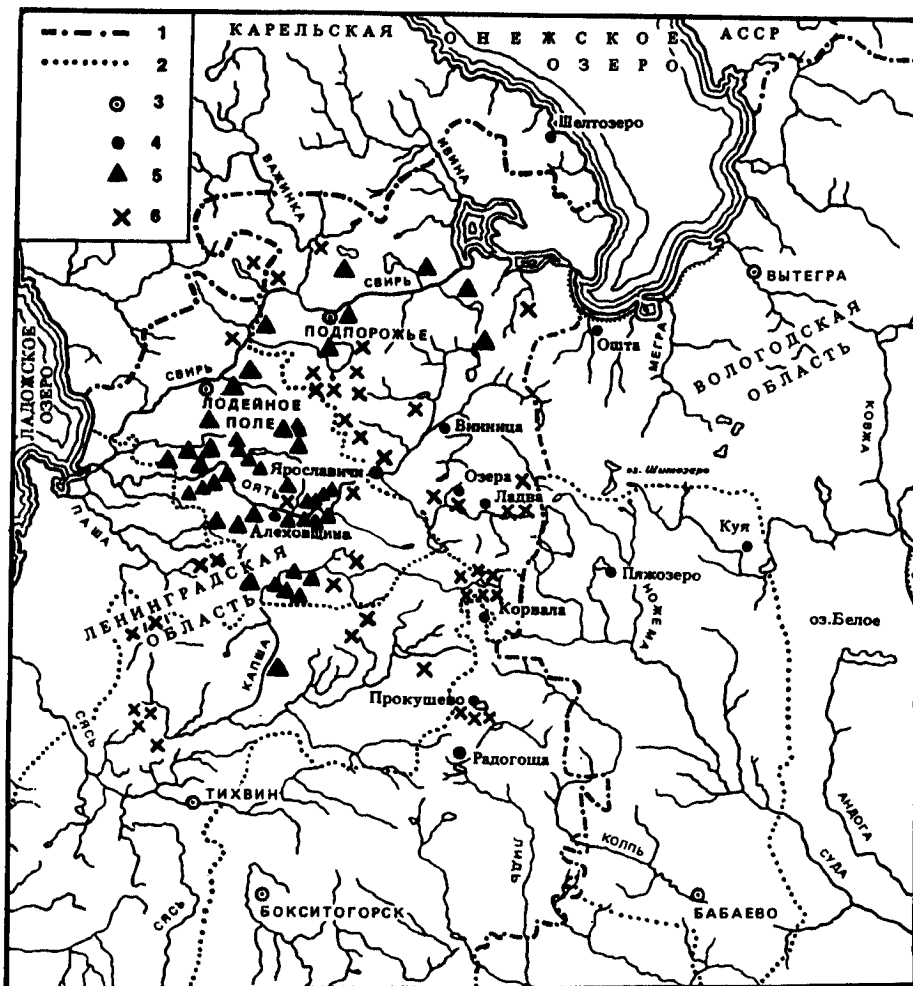 1
2
3
4
5
6
КАРЕЛЬСКАЯ
АССР
ОНЕЖСКОЕ
ОЗЕРО
Шелтозеро
ИВИНА
ВАЖИНКА
СВИРЬ
ВЫТЕГРА
ПОДПОРОЖЬЕ
Ошта
МЕГРА
ВОЛОГОДСКАЯ
ОБЛАСТЬ
ЛАДОЖСКОЕ
ОЗЕРО
СВИРЬ
ЛОДЕЙНОЕ
ПОЛЕ
КОВЖА
Винница
Ярославичи
Озера
оз. Шимозеро
ОЯТЬ
Ладва
ПАША
Алеховщина
Куя
Пяжозеро
ЛЕНИНГРАДСКАЯ
ОБЛАСТЬ
НОЖЕМА
Корвала
оз.Белое
КАПША
Прокушево
СЯСЬ
Радогоща
ТИХВИН
АНДОГА
КОЛПЬ
ЛИДЬ
СУДА
СЯСЬ
БОКСИТОГОРСК
БАБАЕВО